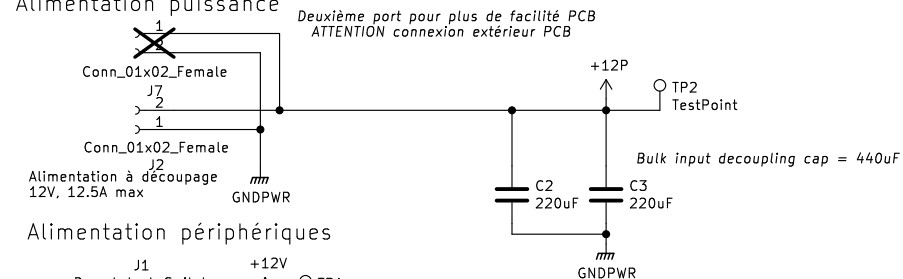 Alimentation puissance
Deuxième port pour plus de facilité PCB
ATTENTION connexion extérieur PCB
1
2
Conn_01x02_Female
J7
2
1
Conn_01x02_Female
J2
Alimentation à découpage
12V, 12.5A max
GNDPWR
+12P
TP2
TestPoint
Bulk input decoupling cap = 440uF
C2
220uF
C3
220uF
GNDPWR
Alimentation périphériques
J1
+12V